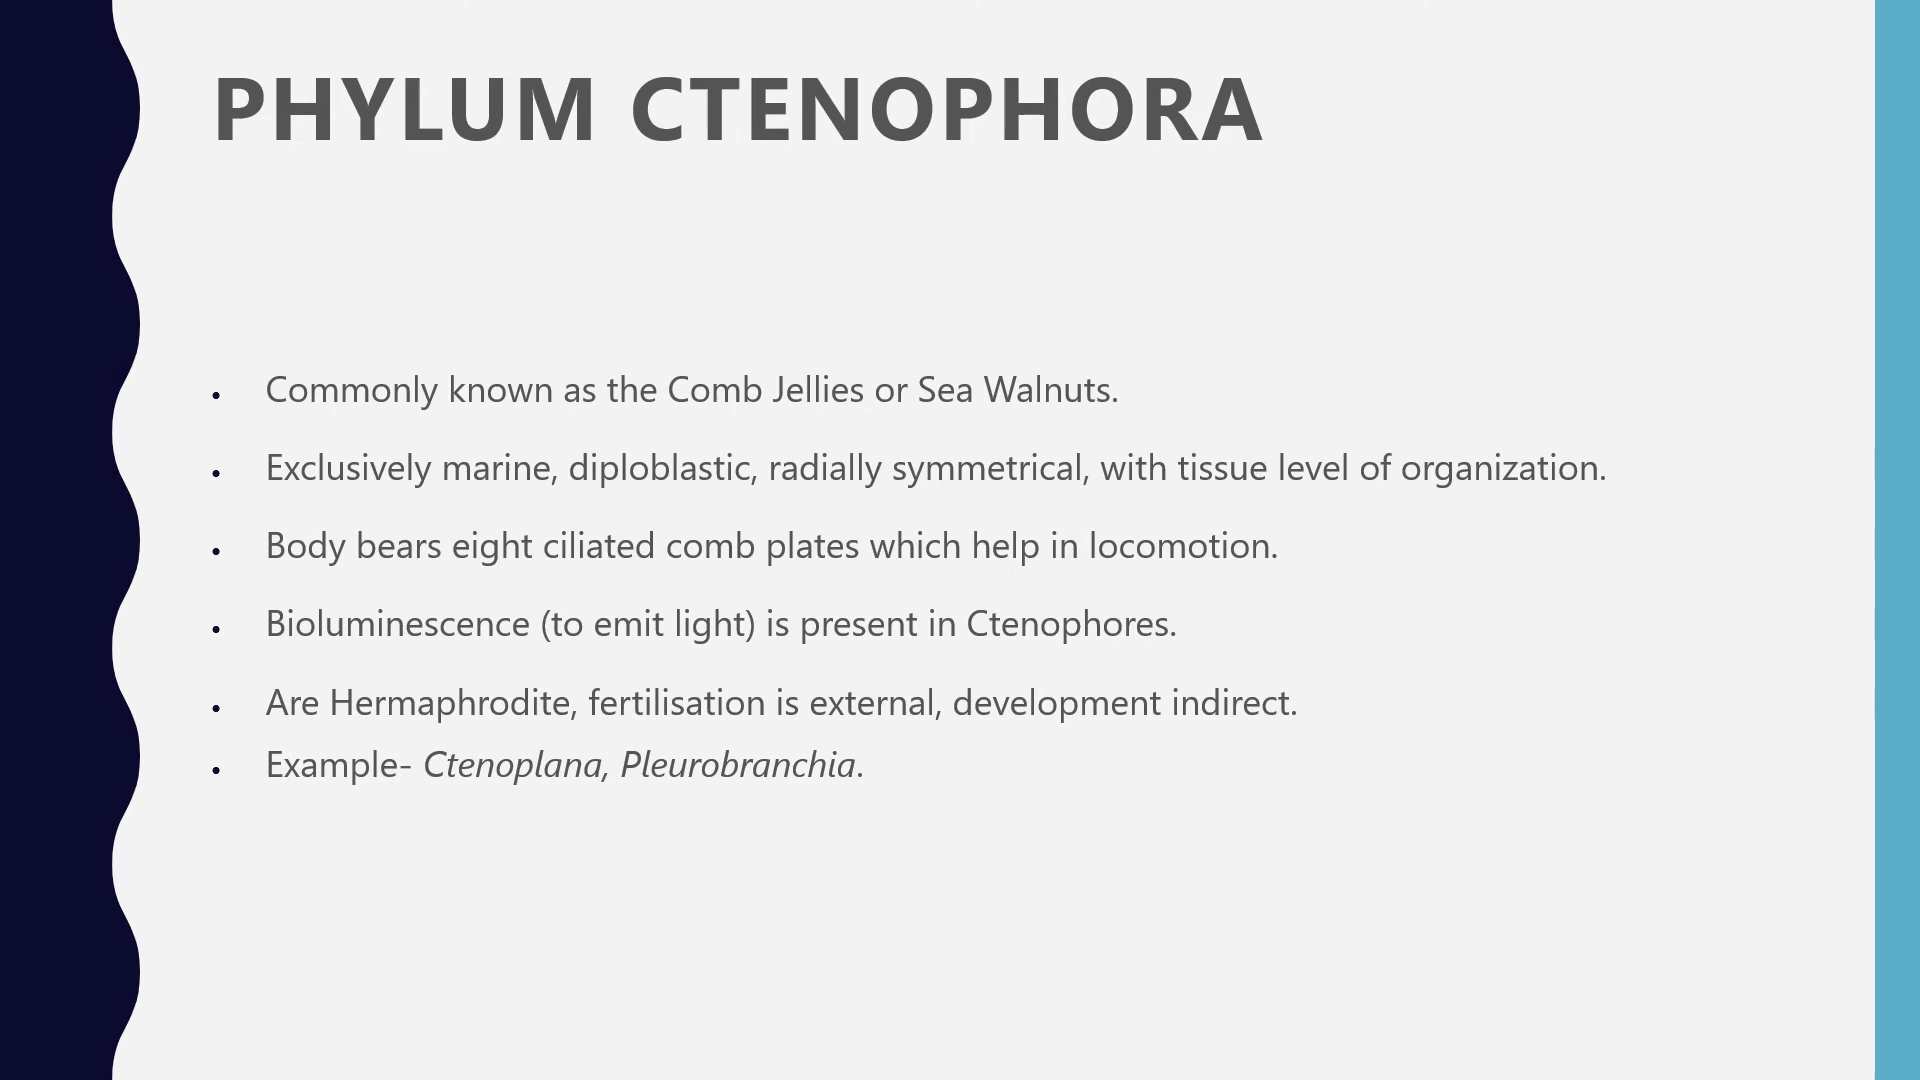 PHYLUM CTENOPHORA
• Commonly known as the Comb Jellies or Sea Walnuts.
• Exclusively marine, diploblastic, radially symmetrical, with tissue level of organization.
• Body bears eight ciliated comb plates which help in locomotion.
• Bioluminescence (to emit light) is present in Ctenophores.
• Are Hermaphrodite, fertilisation is external, development indirect.
• Example- Ctenoplana, Pleurobranchia.